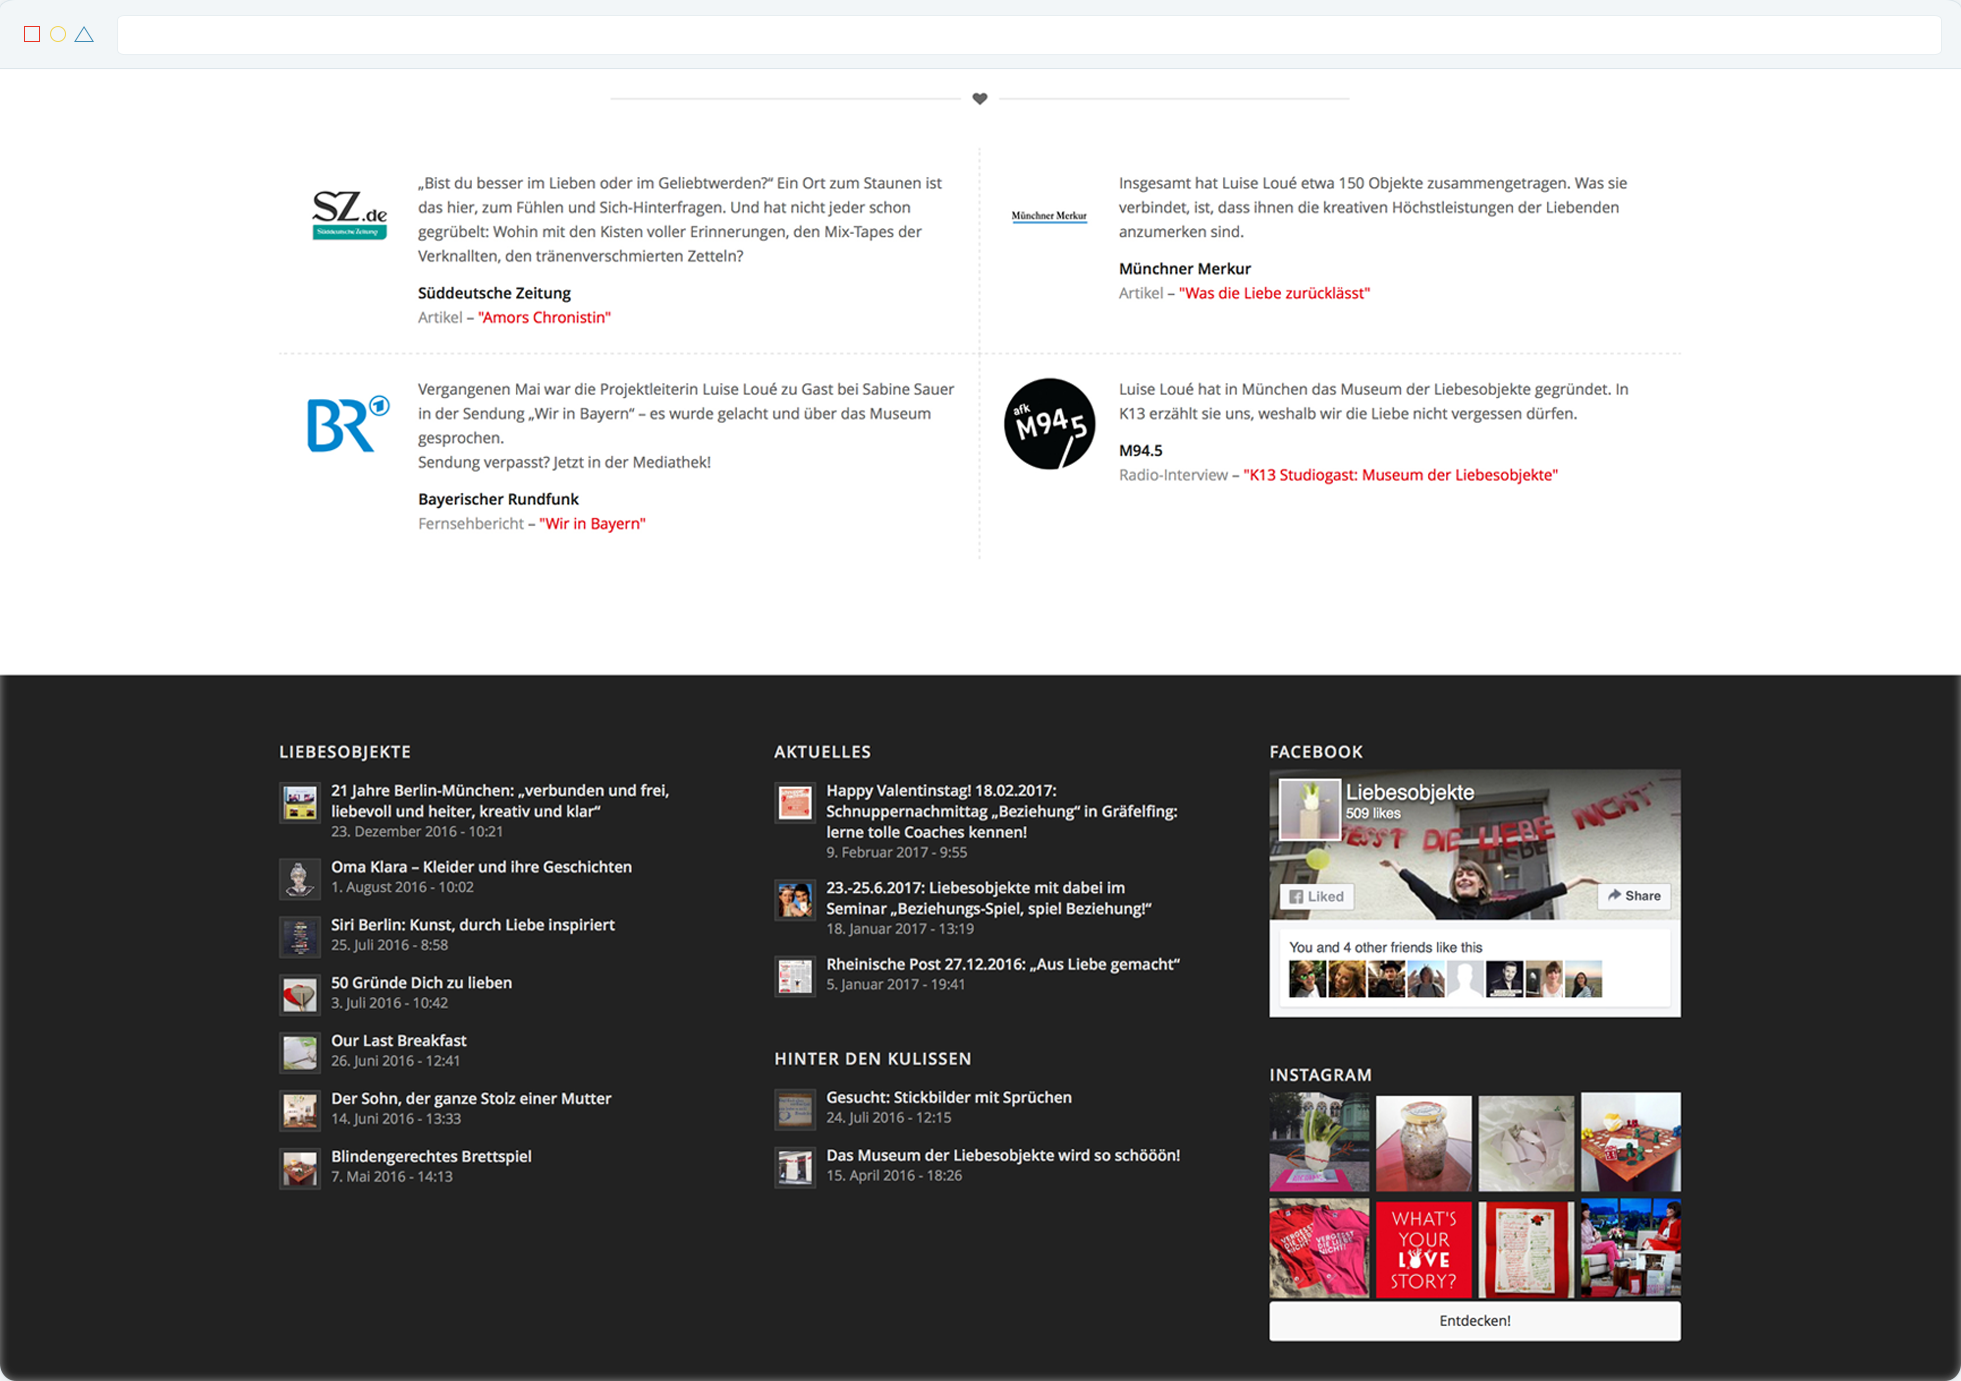 SZ.de
Süddeutsche Zeitung
„Bist du besser im Lieben oder im Geliebtwerden?“ Ein Ort zum Staunen ist
das hier, zum Fühlen und Sich-Hinterfragen. Und hat nicht jeder schon
gegrübelt: Wohin mit den Kisten voller Erinnerungen, den Mix-Tapes der
Verknallten, den tränenverschmierten Zetteln?
Süddeutsche Zeitung
Artikel – "Amors Chronistin"
Münchner Merkur
Insgesamt hat Luise Loué etwa 150 Objekte zusammengetragen. Was sie
verbindet, ist, dass ihnen die kreativen Höchstleistungen der Liebenden
anzumerken sind.
Münchner Merkur
Artikel – "Was die Liebe zurücklässt"
BR
Vergangenen Mai war die Projektleiterin Luise Loué zu Gast bei Sabine Sauer
in der Sendung „Wir in Bayern“ – es wurde gelacht und über das Museum
gesprochen.
Sendung verpasst? Jetzt in der Mediathek!
Bayerischer Rundfunk
Fernsehbericht – "Wir in Bayern"
afk
M94 5
Luise Loué hat in München das Museum der Liebesobjekte gegründet. In
K13 erzählt sie uns, weshalb wir die Liebe nicht vergessen dürfen.
M94.5
Radio-Interview – "K13 Studiogast: Museum der Liebesobjekte"
LIEBESOBJEKTE
21 Jahre Berlin-München: „verbunden und frei,
liebevoll und heiter, kreativ und klar“
23. Dezember 2016 - 10:21
Oma Klara – Kleider und ihre Geschichten
1. August 2016 - 10:02
Siri Berlin: Kunst, durch Liebe inspiriert
25. Juli 2016 - 8:58
50 Gründe Dich zu lieben
3. Juli 2016 - 10:42
Our Last Breakfast
26. Juni 2016 - 12:41
Der Sohn, der ganze Stolz einer Mutter
14. Juni 2016 - 13:33
Blindengerechtes Brettspiel
7. Mai 2016 - 14:13
AKTUELLES
Happy Valentinstag! 18.02.2017:
Schnuppernachmittag „Beziehung“ in Gräfelfing:
lerne tolle Coaches kennen!
9. Februar 2017 - 9:55
23.-25.6.2017: Liebesobjekte mit dabei im
Seminar „Beziehungs-Spiel, spiel Beziehung!“
18. Januar 2017 - 13:19
Rheinische Post 27.12.2016: „Aus Liebe gemacht“
5. Januar 2017 - 19:41
HINTER DEN KULISSEN
Gesucht: Stickbilder mit Sprüchen
24. Juli 2016 - 12:15
Das Museum der Liebesobjekte wird so schööön!
15. April 2016 - 18:26
FACEBOOK
Liebesobjekte
509 likes
ESST DIE LIEBE NICHT
Liked
Share
You and 4 other friends like this
INSTAGRAM
VERGESST
DIE LIEBE
NICHT!
VERGESST
DIE LIEBE
NICHT!
WHAT'S
YOUR
LOVE
STORY?
Entdecken!